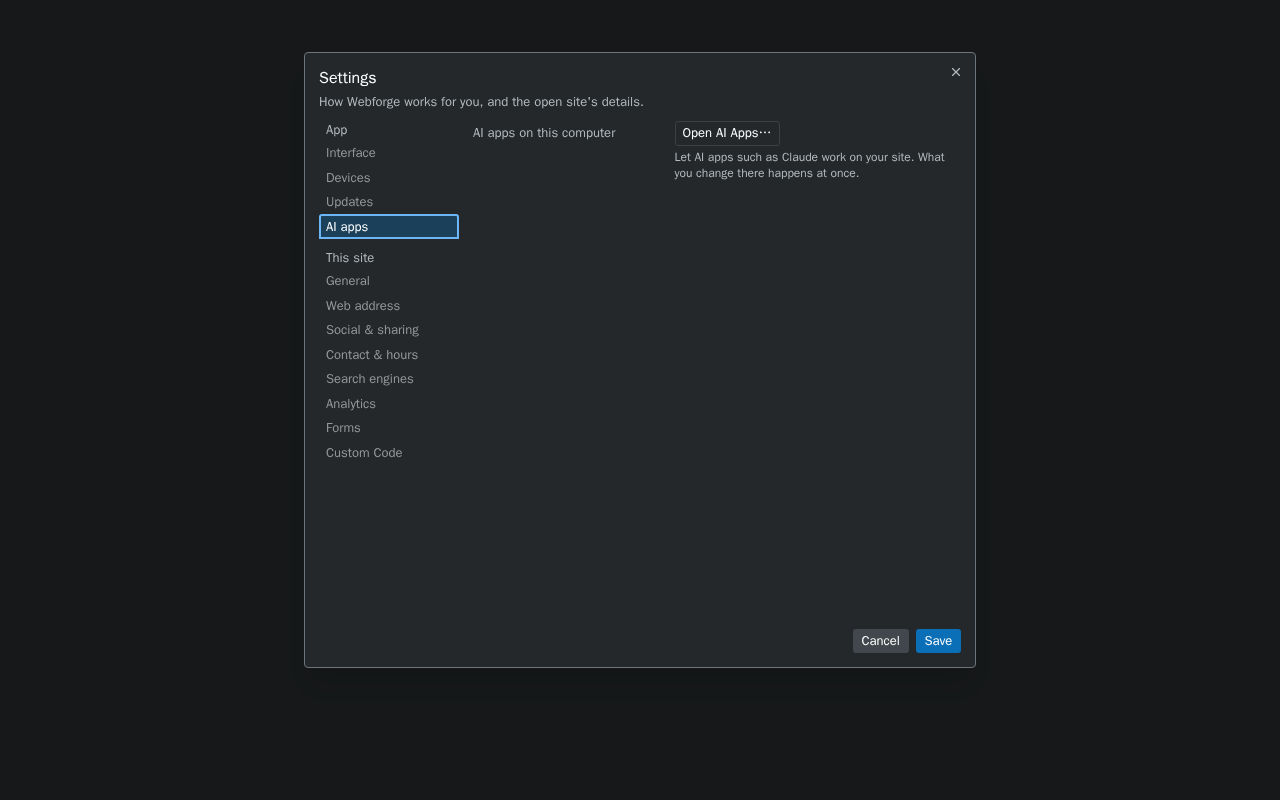 Settings
How Webforge works for you, and the open site's details.
App
Interface
Devices
Updates
AI apps
This site
General
Web address
Social & sharing
Contact & hours
Search engines
Analytics
Forms
Custom Code
AI apps on this computer
Open AI Apps…
Let AI apps such as Claude work on your site. What
you change there happens at once.
Cancel
Save